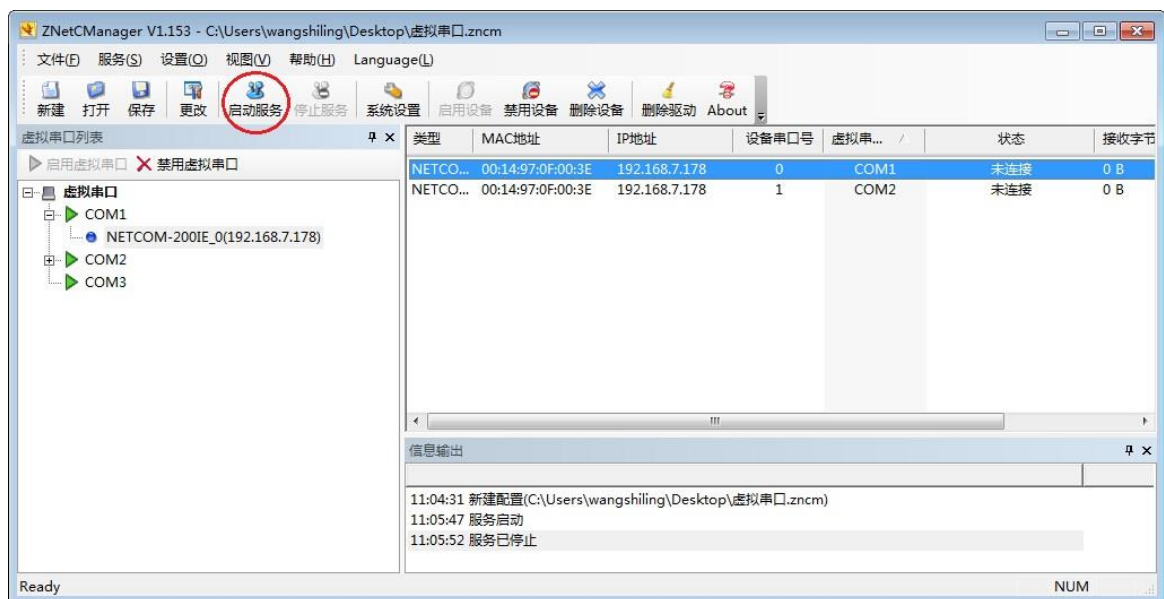 ZNetCManager V1.153 - C:\Users\wangshiling\Desktop\虚拟串口.zncm
文件(F) 服务(S) 设置(O) 视图(V) 帮助(H) Language(L)
新建 打开 保存 更改 启动服务 停止服务 系统设置 启用设备 禁用设备 删除设备 删除驱动 About
虚拟串口列表
启用虚拟串口 禁用虚拟串口
虚拟串口
COM1
NETCOM-200IE_0(192.168.7.178)
COM2
COM3
类型 MAC地址 IP地址 设备串口号 虚拟串... 状态 接收字节
NETCO... 00:14:97:0F:00:3E 192.168.7.178 0 COM1 未连接 0 B
NETCO... 00:14:97:0F:00:3E 192.168.7.178 1 COM2 未连接 0 B
信息输出
11:04:31 新建配置(C:\Users\wangshiling\Desktop\虚拟串口.zncm)
11:05:47 服务启动
11:05:52 服务已停止
Ready NUM